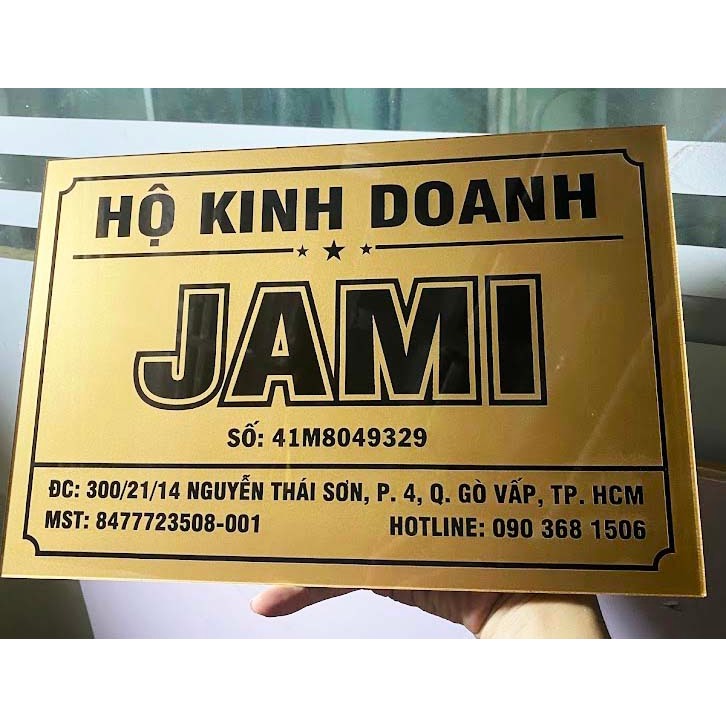 HỘ KINH DOANH
JAMI
SỐ: 41M8049329
ĐC: 300/21/14 NGUYỄN THÁI SƠN, P. 4, Q. GÒ VẤP, TP. HCM
MST: 8477723508-001 HOTLINE: 090 368 1506